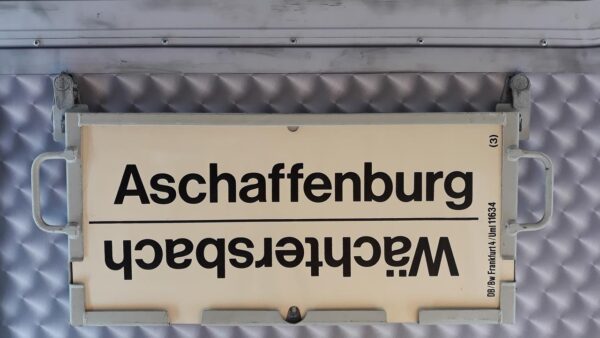 Aschaffenburg
Wächtersbach
DB/Bw Frankfurt 4/Uml 11634 (3)